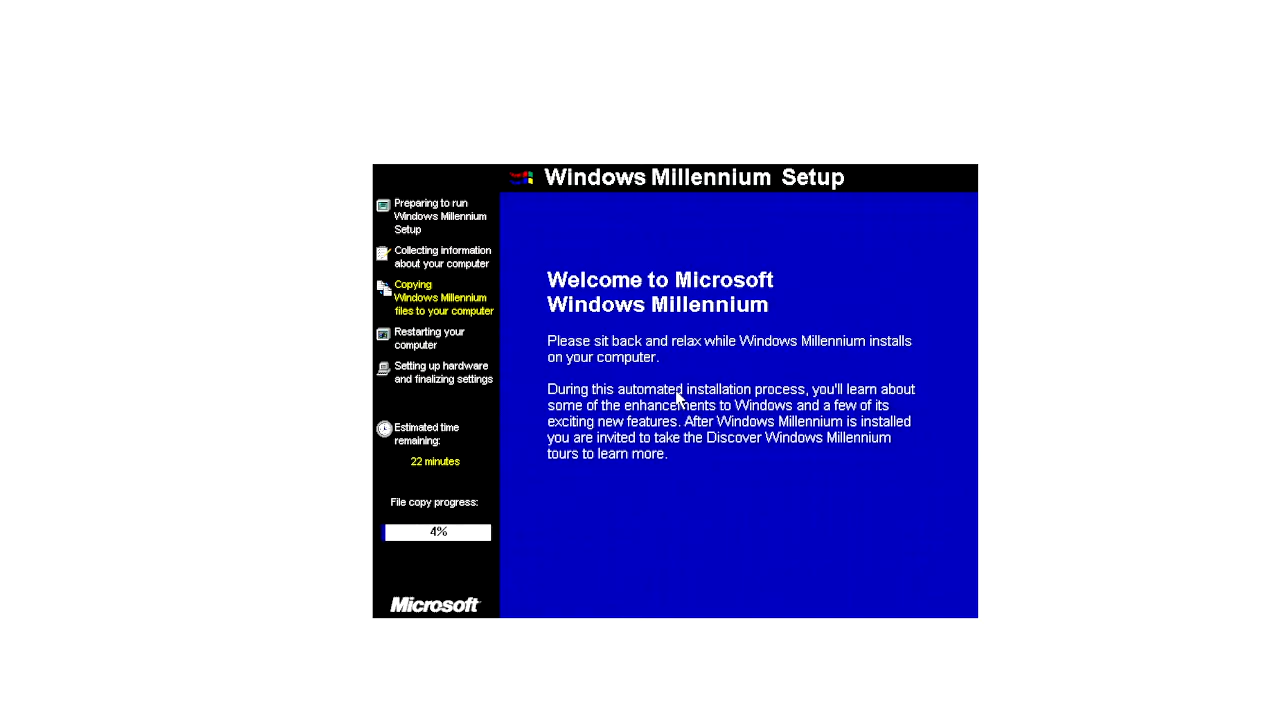 Windows Millennium Setup
Preparing to run
Windows Millennium
Setup
Collecting information
about your computer
Copying
Windows Millennium
files to your computer
Restarting your
computer
Setting up hardware
and finalizing settings
Estimated time
remaining:
22 minutes
File copy progress:
4%
Microsoft
Welcome to Microsoft
Windows Millennium
Please sit back and relax while Windows Millennium installs
on your computer.
During this automated installation process, you'll learn about
some of the enhancements to Windows and a few of its
exciting new features. After Windows Millennium is installed
you are invited to take the Discover Windows Millennium
tours to learn more.